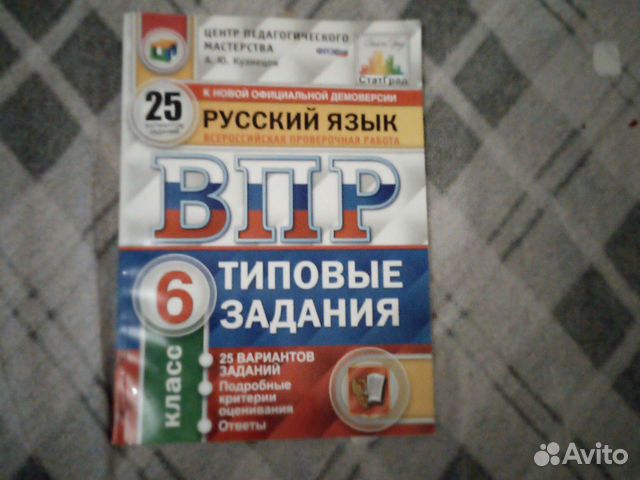 ЦЕНТР ПЕДАГОГИЧЕСКОГО
МАСТЕРСТВА
А. Ю. Кузнецов
СтатГрад
К НОВОЙ ОФИЦИАЛЬНОЙ ДЕМОВЕРСИИ
25
РУССКИЙ ЯЗЫК
ВСЕРОССИЙСКАЯ ПРОВЕРОЧНАЯ РАБОТА
ВПР
6
класс
ТИПОВЫЕ
ЗАДАНИЯ
25 ВАРИАНТОВ
ЗАДАНИЙ
Подробные
критерии
оценивания
Ответы
Avito